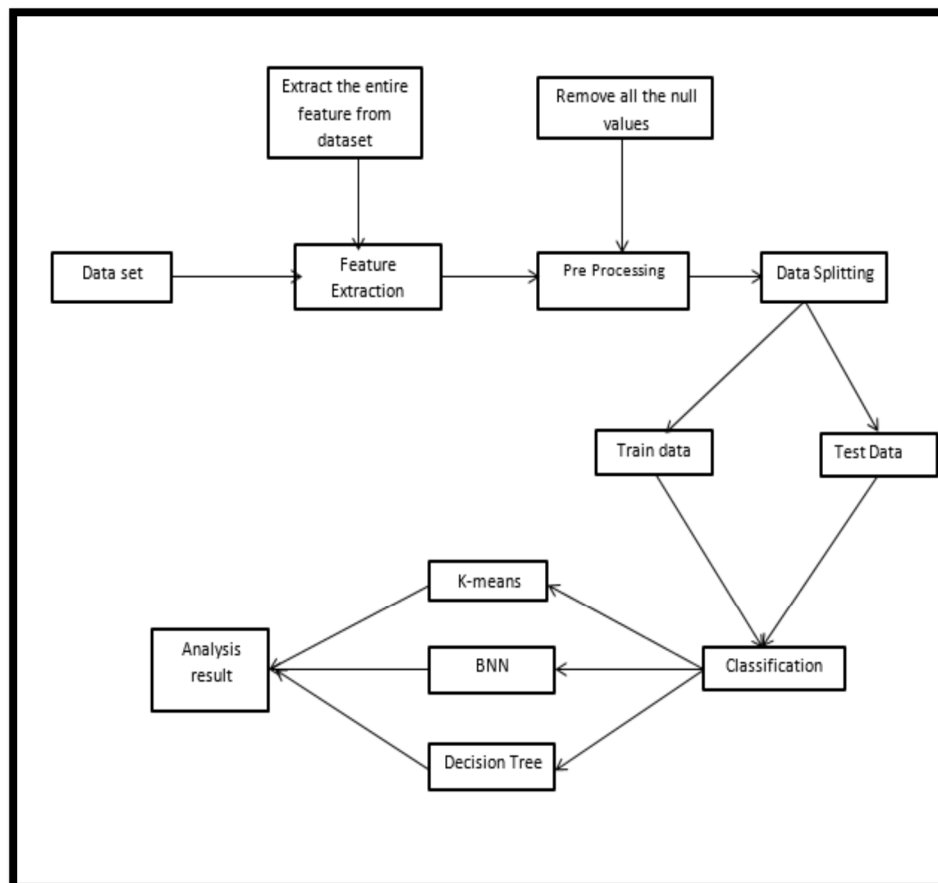 Extract the entire
feature from
dataset
Remove all the null
values
Data set
Feature
Extraction
Pre Processing
Data Splitting
Train data
Test Data
K-means
Analysis
result
BNN
Classification
Decision Tree